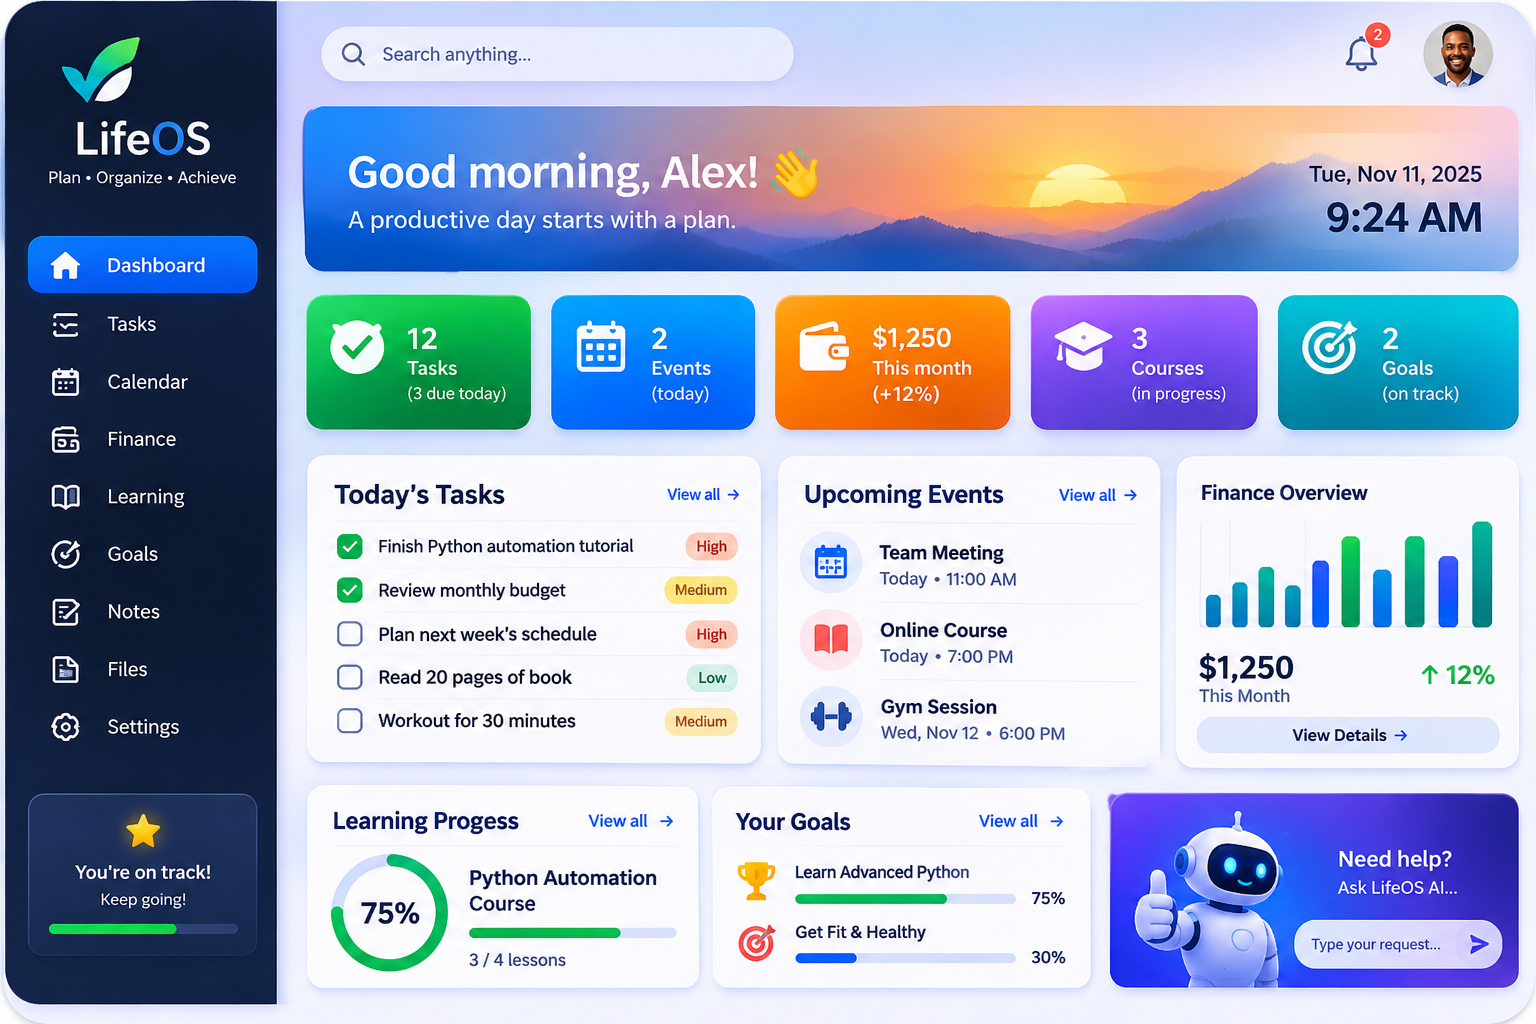 LifeOS
Plan • Organize • Achieve
Dashboard
Tasks
Calendar
Finance
Learning
Goals
Notes
Files
Settings
You're on track!
Keep going!
Search anything...
2
Good morning, Alex! 👋
A productive day starts with a plan.
Tue, Nov 11, 2025
9:24 AM
12
Tasks
(3 due today)
2
Events
(today)
$1,250
This month
(+12%)
3
Courses
(in progress)
2
Goals
(on track)
Today's Tasks
View all →
Finish Python automation tutorial
High
Review monthly budget
Medium
Plan next week's schedule
High
Read 20 pages of book
Low
Workout for 30 minutes
Medium
Upcoming Events
View all →
Team Meeting
Today • 11:00 AM
Online Course
Today • 7:00 PM
Gym Session
Wed, Nov 12 • 6:00 PM
Finance Overview
$1,250
This Month
↑ 12%
View Details →
Learning Progess
View all →
75%
Python Automation
Course
3 / 4 lessons
Your Goals
View all →
Learn Advanced Python
75%
Get Fit & Healthy
30%
Need help?
Ask LifeOS AI...
Type your request...